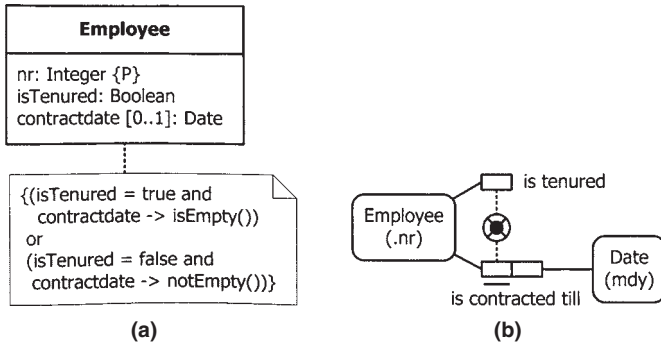 Employee
nr: Integer {P}
isTenured: Boolean
contractdate [0..1]: Date
{(isTenured = true and
contractdate -> isEmpty())
or
(isTenured = false and
contractdate -> notEmpty())}
(a)
is tenured
Employee
(.nr)
Date
(mdy)
is contracted till
(b)